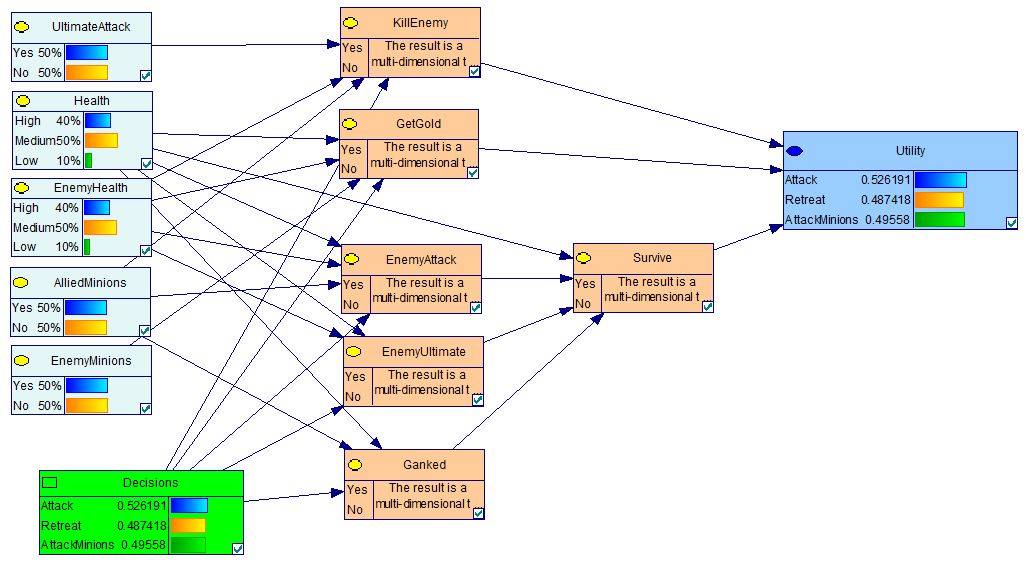 UltimateAttack
Yes 50%
No 50%
Health
High 40%
Medium50%
Low 10%
EnemyHealth
High 40%
Medium50%
Low 10%
AlliedMinions
Yes 50%
No 50%
EnemyMinions
Yes 50%
No 50%
Decisions
Attack 0.526191
Retreat 0.487418
AttackMinions 0.49558
KillEnemy
Yes
No
The result is a
multi-dimensional t...
GetGold
Yes
No
The result is a
multi-dimensional t...
EnemyAttack
Yes
No
The result is a
multi-dimensional t...
EnemyUltimate
Yes
No
The result is a
multi-dimensional t...
Ganked
Yes
No
The result is a
multi-dimensional t...
Survive
Yes
No
The result is a
multi-dimensional t...
Utility
Attack 0.526191
Retreat 0.487418
AttackMinions 0.49558